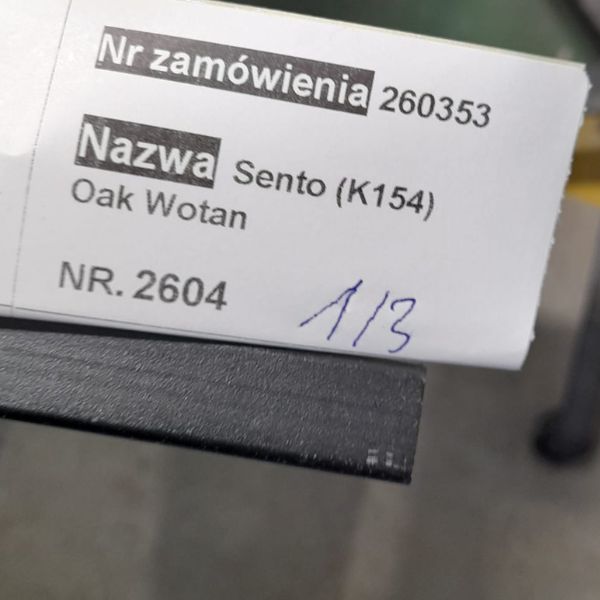 Nr zamówienia 260353
Nazwa Sento (K154)
Oak Wotan
NR. 2604 1/3